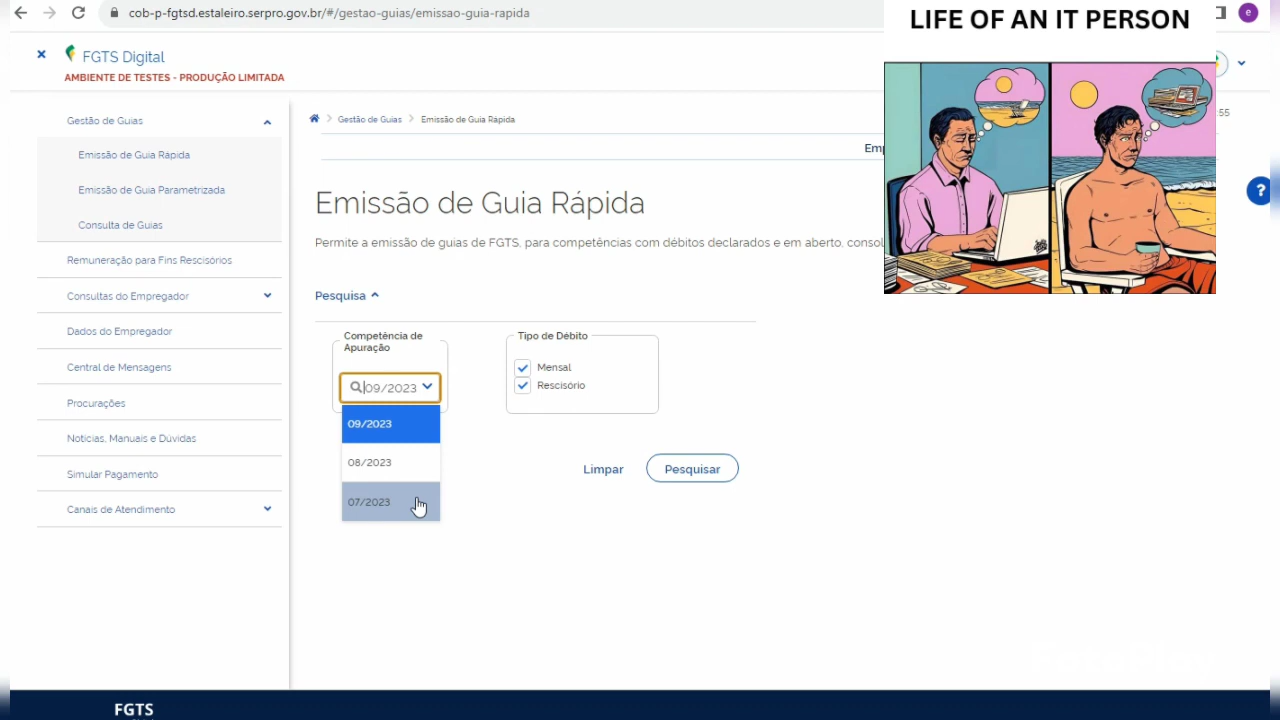 cob-p-fgtsd.estaleiro.serpro.gov.br/#/gestao-guias/emissao-guia-rapida
e
LIFE OF AN IT PERSON
FGTS Digital
AMBIENTE DE TESTES - PRODUÇÃO LIMITADA
Gestão de Guias
Emissão de Guia Rápida
Emissão de Guia Parametrizada
Consulta de Guias
Remuneração para Fins Rescisórios
Consultas do Empregador
Dados do Empregador
Central de Mensagens
Procurações
Notícias, Manuais e Dúvidas
Simular Pagamento
Canais de Atendimento
Gestão de Guias
Emissão de Guia Rápida
:55
Emp
?
Emissão de Guia Rápida
Permite a emissão de guias de FGTS, para competências com débitos declarados e em aberto, consol
Pesquisa
Competência de
Apuração
09/2023
09/2023
08/2023
07/2023
Tipo de Débito
Mensal
Rescisório
Limpar
Pesquisar
FGTS